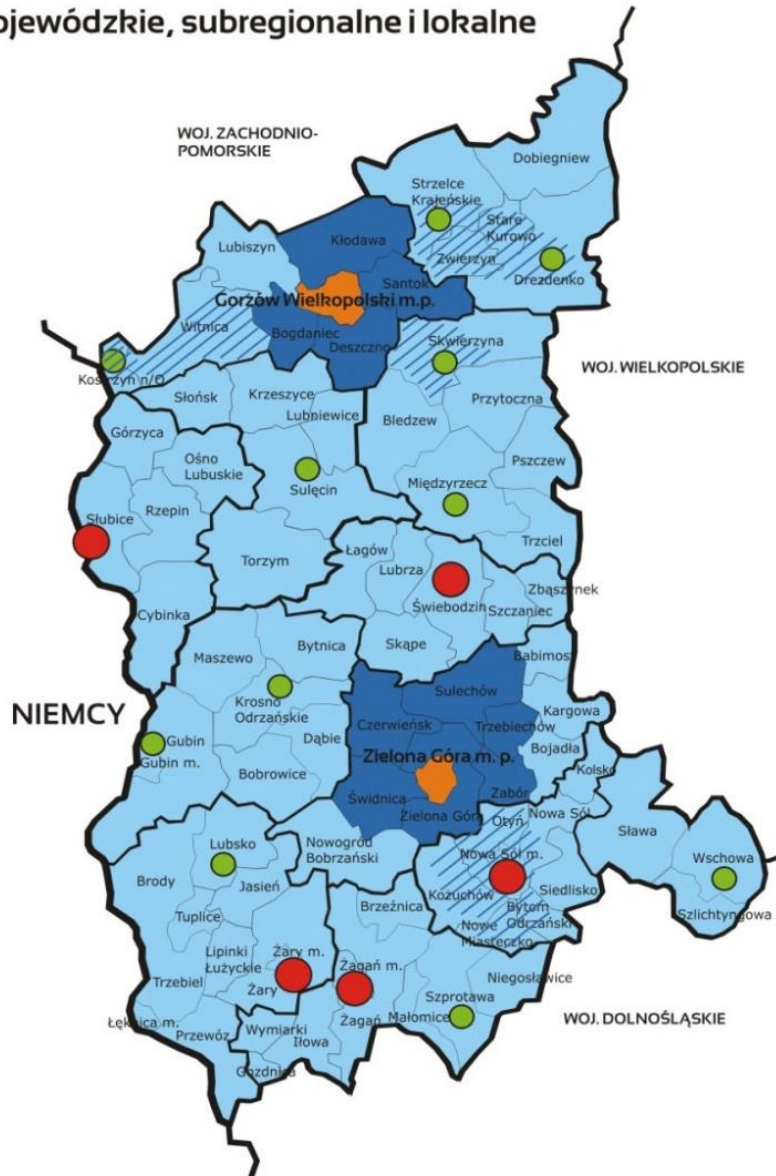 ojewódzkie, subregionalne i lokalne
WOJ. ZACHODNIO-
POMORSKIE
Dobiegniew
Strzelce
Krajeńskie
Stare
Kurowo
Zwierzyn
Drezdenko
Kłodawa
Lubiszyn
Santok
Gorzów Wielkopolski m.p.
Witnica
Bogdaniec
Deszczno
Skwierzyna
WOJ. WIELKOPOLSKIE
Kostrzyn n/O
Słońsk
Krzeszyce
Lubniewice
Przytoczna
Bledzew
Górzyca
Ośno
Lubuskie
Pszczew
Międzyrzecz
Sulęcin
Rzepin
Słubice
Trzciel
Torzym
Łagów
Lubrza
Zbąszynek
Świebodzin
Szczaniec
Cybinka
Skąpe
Bytnica
Maszewo
Babimost
Sulechów
Krosno
Odrzańskie
Kargowa
NIEMCY
Czerwieńsk
Trzebiechów
Gubin
Dąbie
Bojadła
Gubin m.
Zielona Góra m. p.
Bobrowice
Kolsko
Zabór
Świdnica
Zielona Góra
Otyń
Nowa Sól
Sława
Lubsko
Nowogród
Bobrzański
Nowa Sól m.
Wschowa
Brody
Jasień
Kożuchów
Siedlisko
Brzeźnica
Bytom
Odrzański
Szlichtyngowa
Tuplice
Nowe
Miasteczko
Lipinki
Łużyckie
Żary m.
Żagań m.
Niegosławice
Trzebiel
Żary
Szprotawa
Żagań
Małomice
WOJ. DOLNOŚLĄSKIE
Łęknica m.
Przewóz
Wymiarki
Iłowa
Gozdnica